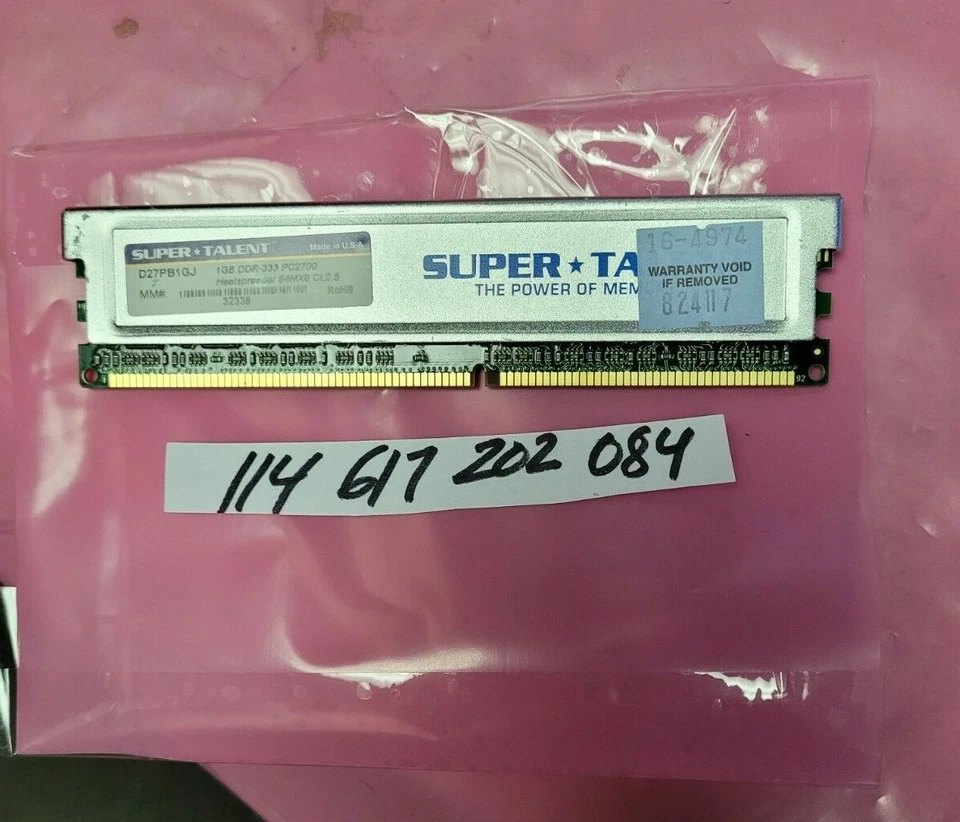 SUPER★TALENT
Made in U.S.A
D27PB1GJ
1GB DDR-333 PC2700
Heatspreader 64MX8 CL2.5
MM#:
RoHS
32338
SUPER★TA
THE POWER OF MEM
16-4974
WARRANTY VOID
IF REMOVED
824117
92
114 617 202 084